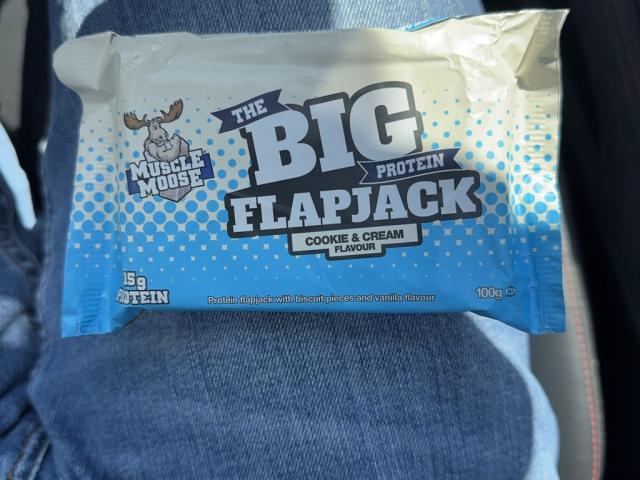 THE
BIG
PROTEIN
FLAPJACK
COOKIE & CREAM
FLAVOUR
MUSCLE
MOOSE
15g
PROTEIN
Protein flapjack with biscuit pieces and vanilla flavour
100g